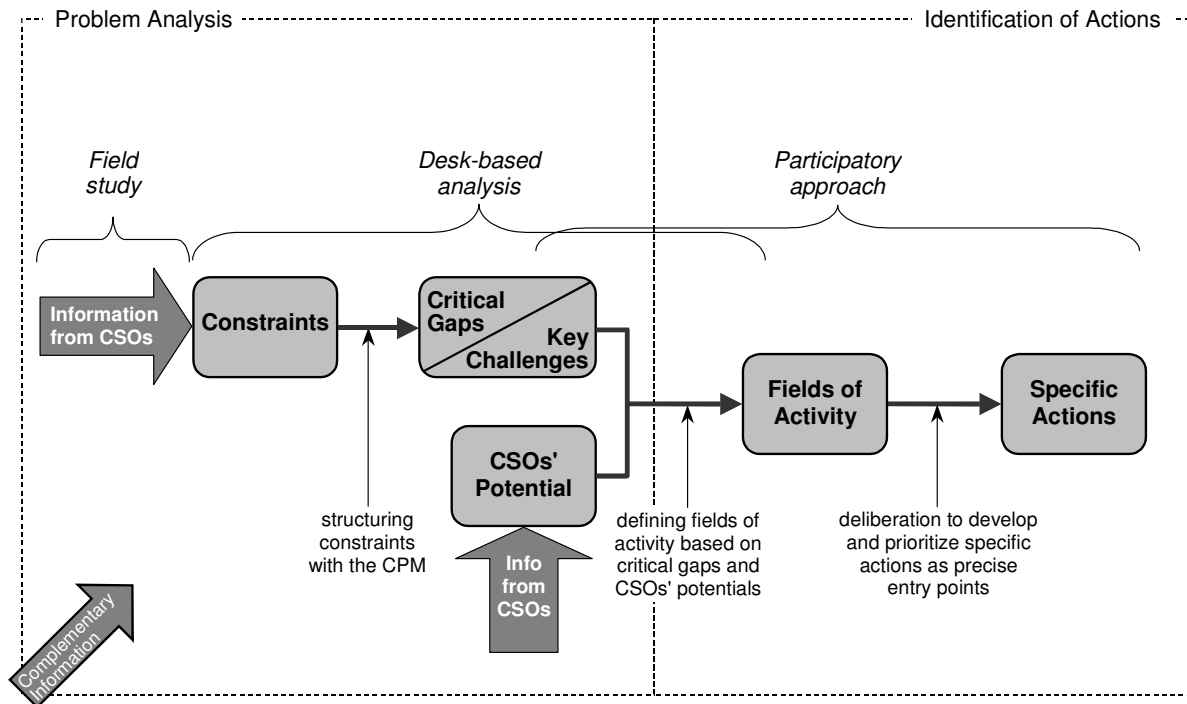 Problem Analysis
Identification of Actions
Field
study
Desk-based
analysis
Participatory
approach
Information
from CSOs
Constraints
Critical
Gaps
Key
Challenges
Fields of
Activity
Specific
Actions
CSOs'
Potential
structuring
constraints
with the CPM
Info
from
CSOs
defining fields of
activity based on
critical gaps and
CSOs' potentials
deliberation to develop
and prioritize specific
actions as precise
entry points
Complementary
Information